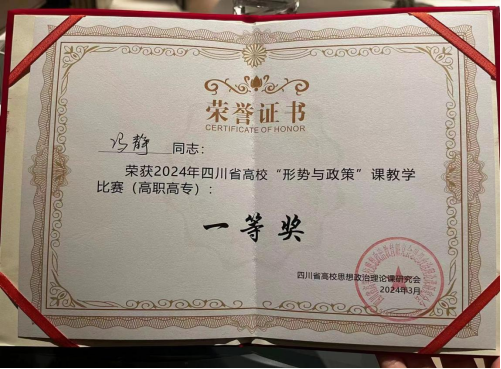 荣誉证书
CERTIFICATE OF HONOR
冯静 同志：
荣获2024年四川省高校“形势与政策”课教学
比赛（高职高专）：
一等奖
四川省高校思想政治理论课研究会
2024年3月